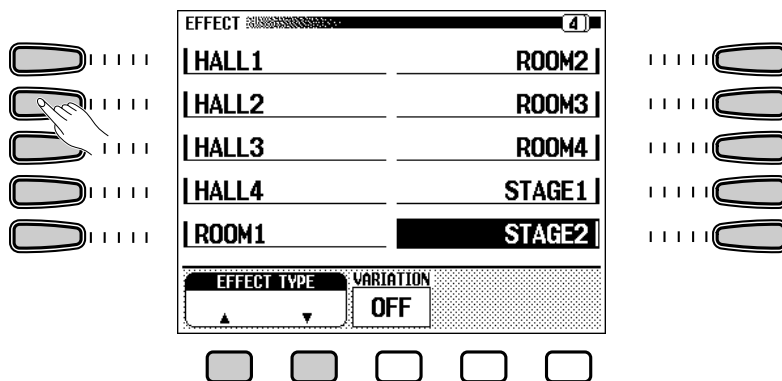 EFFECT 4
HALL1 ROOM2
HALL2 ROOM3
HALL3 ROOM4
HALL4 STAGE1
ROOM1 STAGE2
EFFECT TYPE VARIATION
▲ ▼ OFF